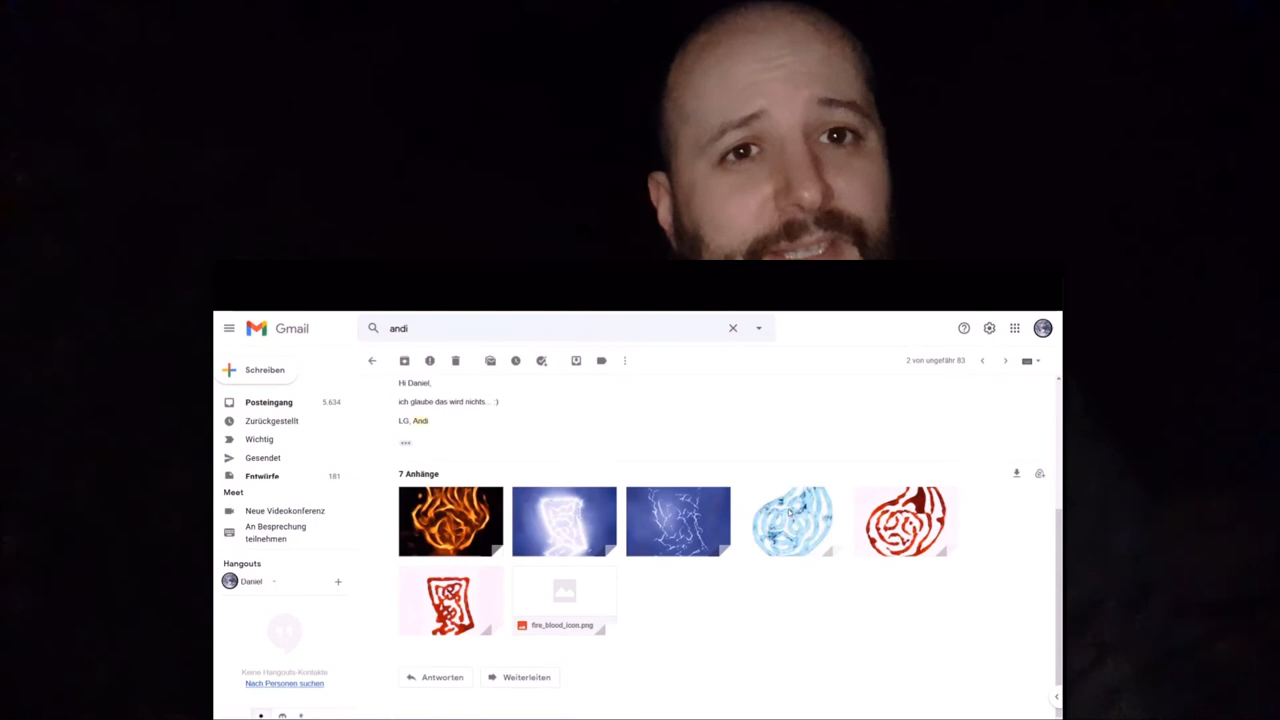 Gmail
andi
Schreiben
2 von ungefähr 83
Hi Daniel,
ich glaube das wird nichts... :)
LG, Andi
Posteingang 5.634
Zurückgestellt
Wichtig
Gesendet
Entwürfe 181
Meet
Neue Videokonferenz
An Besprechung
teilnehmen
Hangouts
Daniel
Keine Hangouts-Kontakte
Nach Personen suchen
7 Anhänge
fire_blood_icon.png
Antworten
Weiterleiten